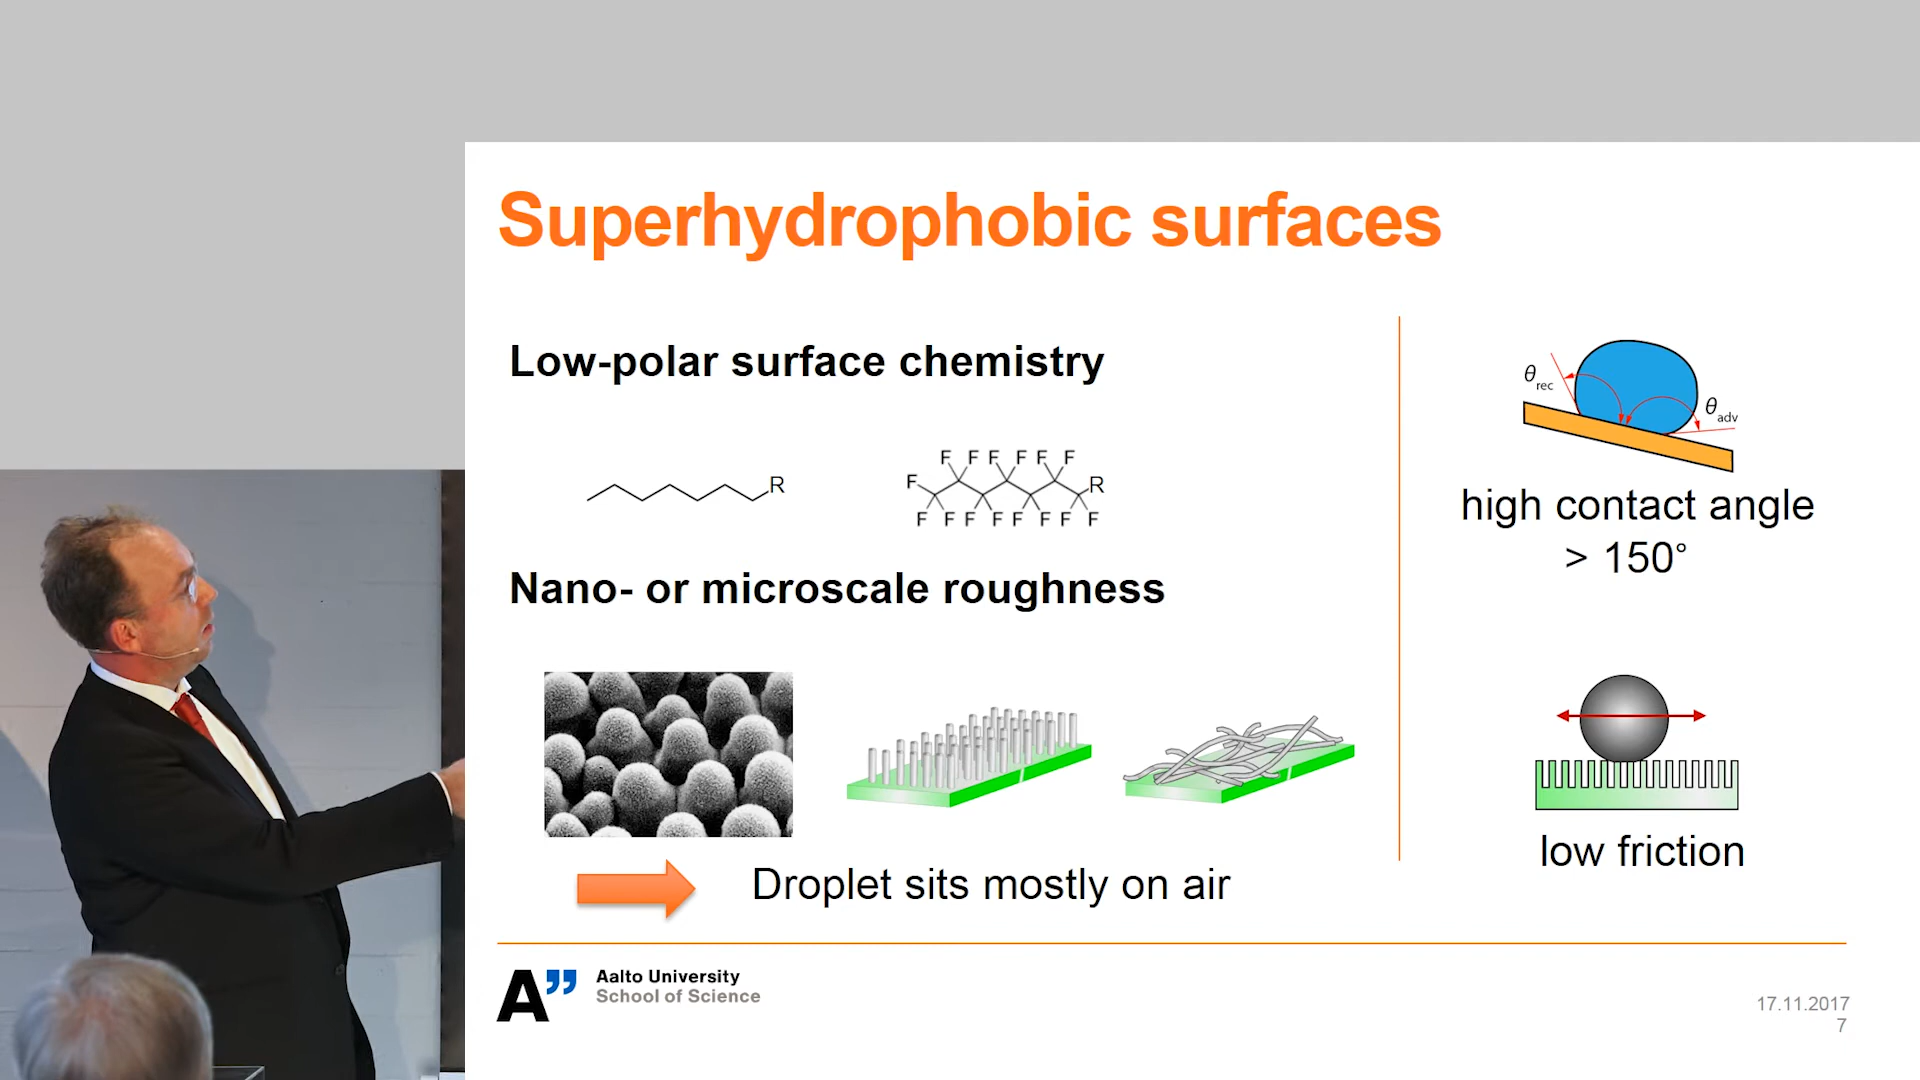 Superhydrophobic surfaces
Low-polar surface chemistry
R
F F F F F F
F R
F F F F F F F F
Nano- or microscale roughness
Droplet sits mostly on air
θrec
θadv
high contact angle
> 150°
low friction
A”
Aalto University
School of Science
17.11.2017
7